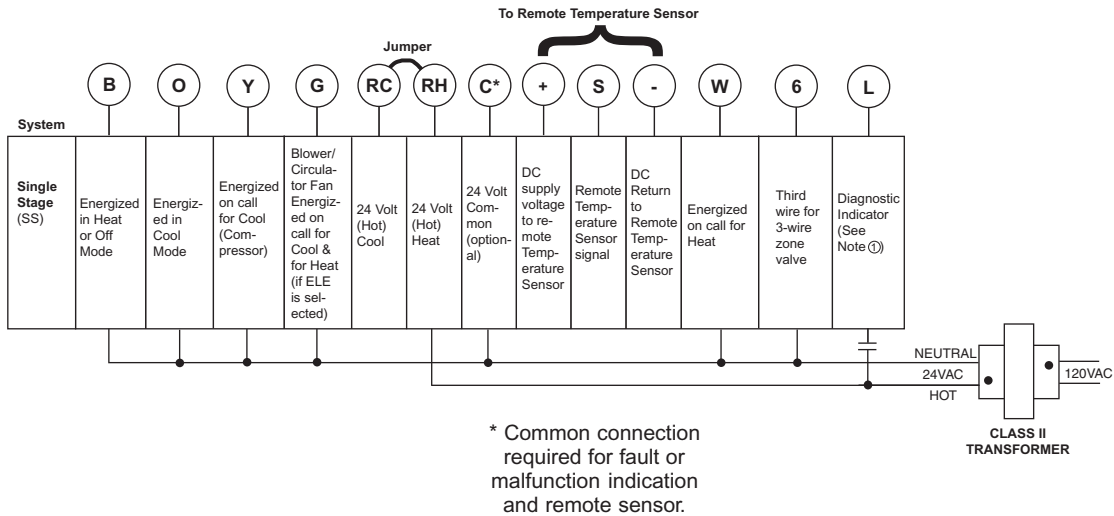 To Remote Temperature Sensor
Jumper
B O Y G RC RH C* + S - W 6 L
System
Single
Stage
(SS)
Energized
in Heat
or Off
Mode
Energiz-
ed in
Cool
Mode
Energized
on call
for Cool
(Com-
pressor)
Blower/
Circula-
tor Fan
Energiz-
ed on
call for
Cool &
for Heat
(if ELE
is sel-
ected)
24 Volt
(Hot)
Cool
24 Volt
(Hot)
Heat
24 Volt
Com-
mon
(option-
al)
DC
supply
voltage
to re-
mote
Temp-
erature
Sensor
Remote
Temp-
erature
Sensor
signal
DC
Return
to
Remote
Temp-
erature
Sensor
Energized
on call for
Heat
Third
wire for
3-wire
zone
valve
Diagnostic
Indicator
(See
Note ①)
NEUTRAL
24VAC
HOT
120VAC
CLASS II
TRANSFORMER
* Common connection
required for fault or
malfunction indication
and remote sensor.